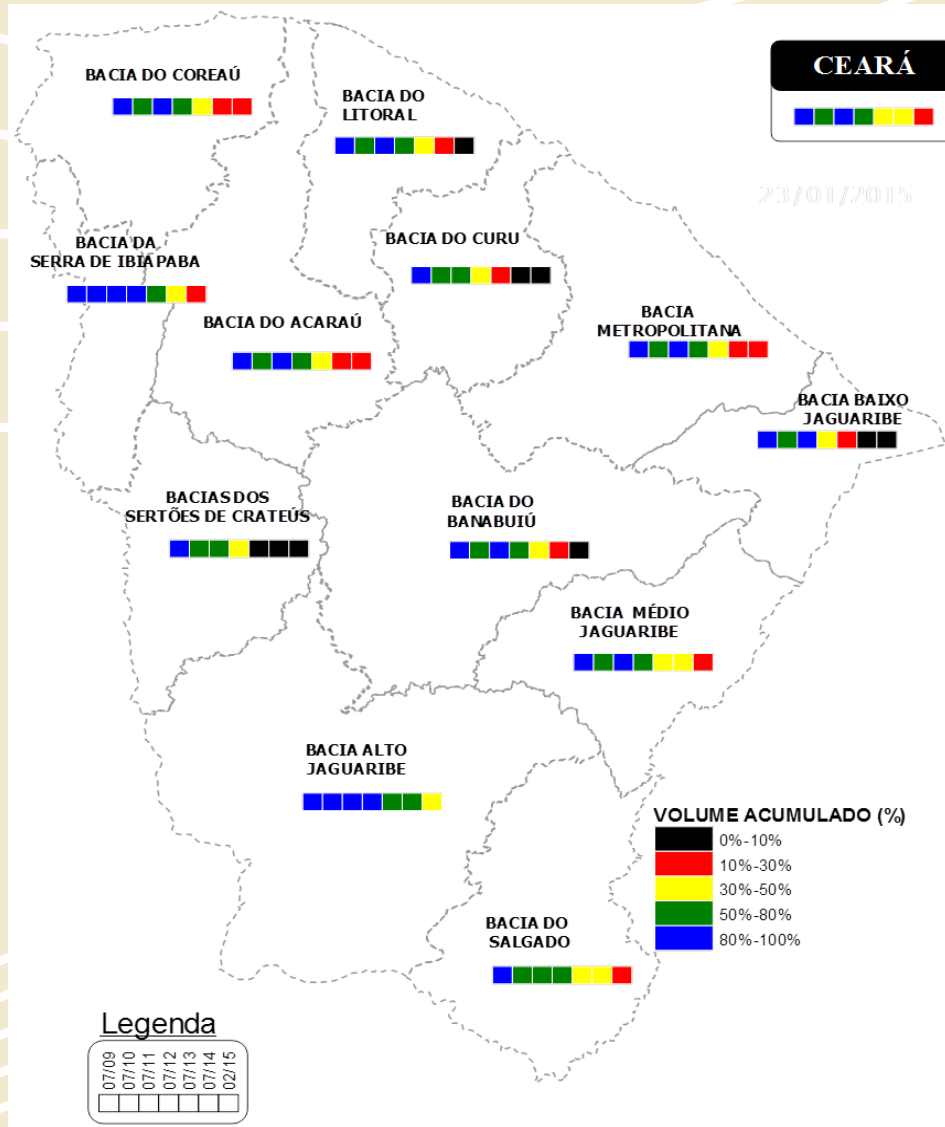 BACIA DO COREAÚ
BACIA DO
LITORAL
CEARÁ
23/01/2015
BACIA DA
SERRA DE IBIAPABA
BACIA DO CURU
BACIA DO ACARAÚ
BACIA
METROPOLITANA
BACIA BAIXO
JAGUARIBE
BACIAS DOS
SERTÕES DE CRATEÚS
BACIA DO
BANABUIÚ
BACIA MÉDIO
JAGUARIBE
BACIA ALTO
JAGUARIBE
BACIA DO
SALGADO
VOLUME ACUMULADO (%)
0%-10%
10%-30%
30%-50%
50%-80%
80%-100%
Legenda
07/09
07/10
07/11
07/12
07/13
07/14
02/15